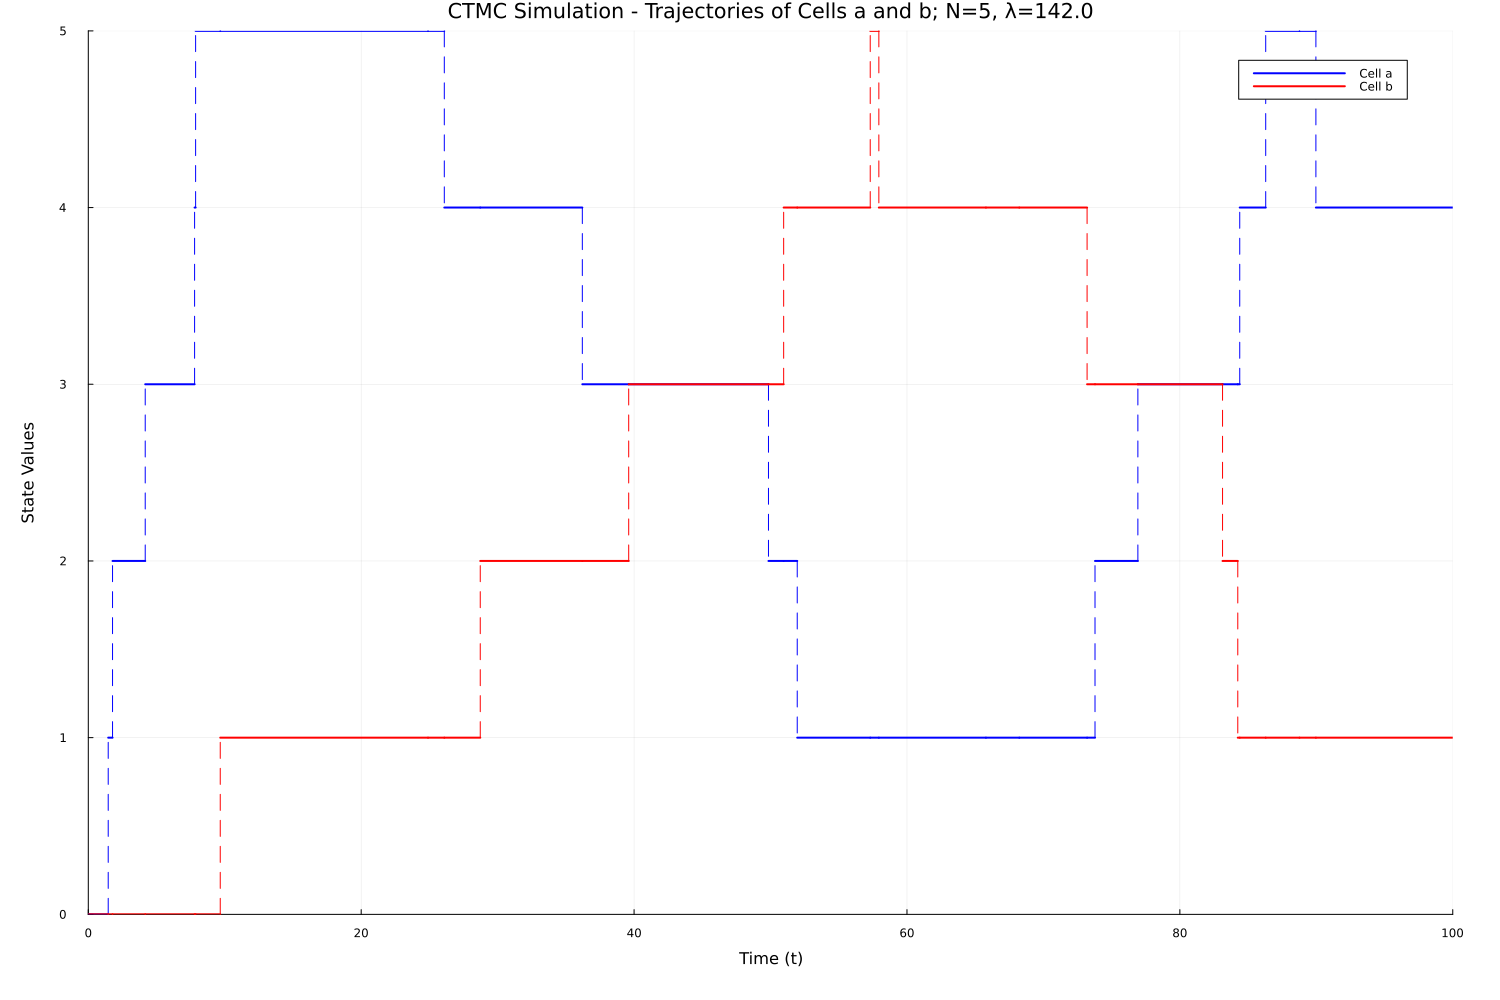 CTMC Simulation - Trajectories of Cells a and b; N=5, λ=142.0
5
Cell a
Cell b
4
3
State Values
2
1
0
0 20 40 60 80 100
Time (t)